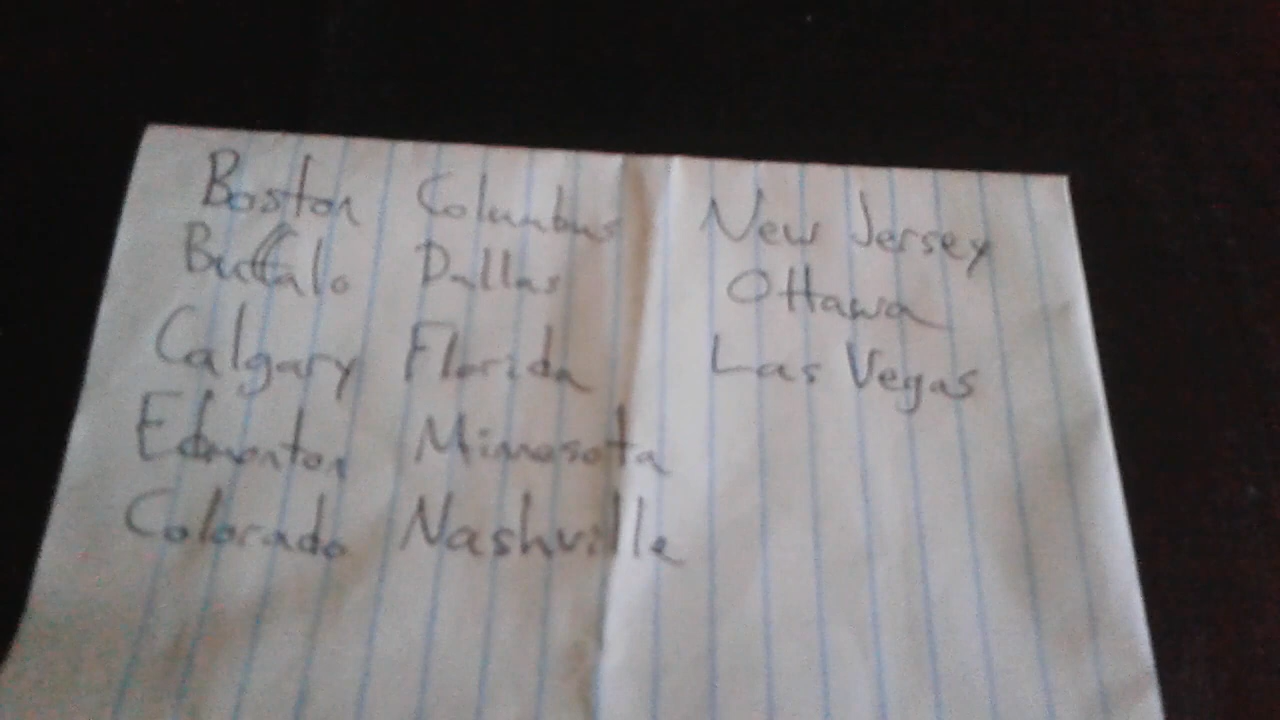 Boston Columbus New Jersey
Buffalo Dallas Ottawa
Calgary Florida Las Vegas
Edmonton Minnesota
Colorado Nashville